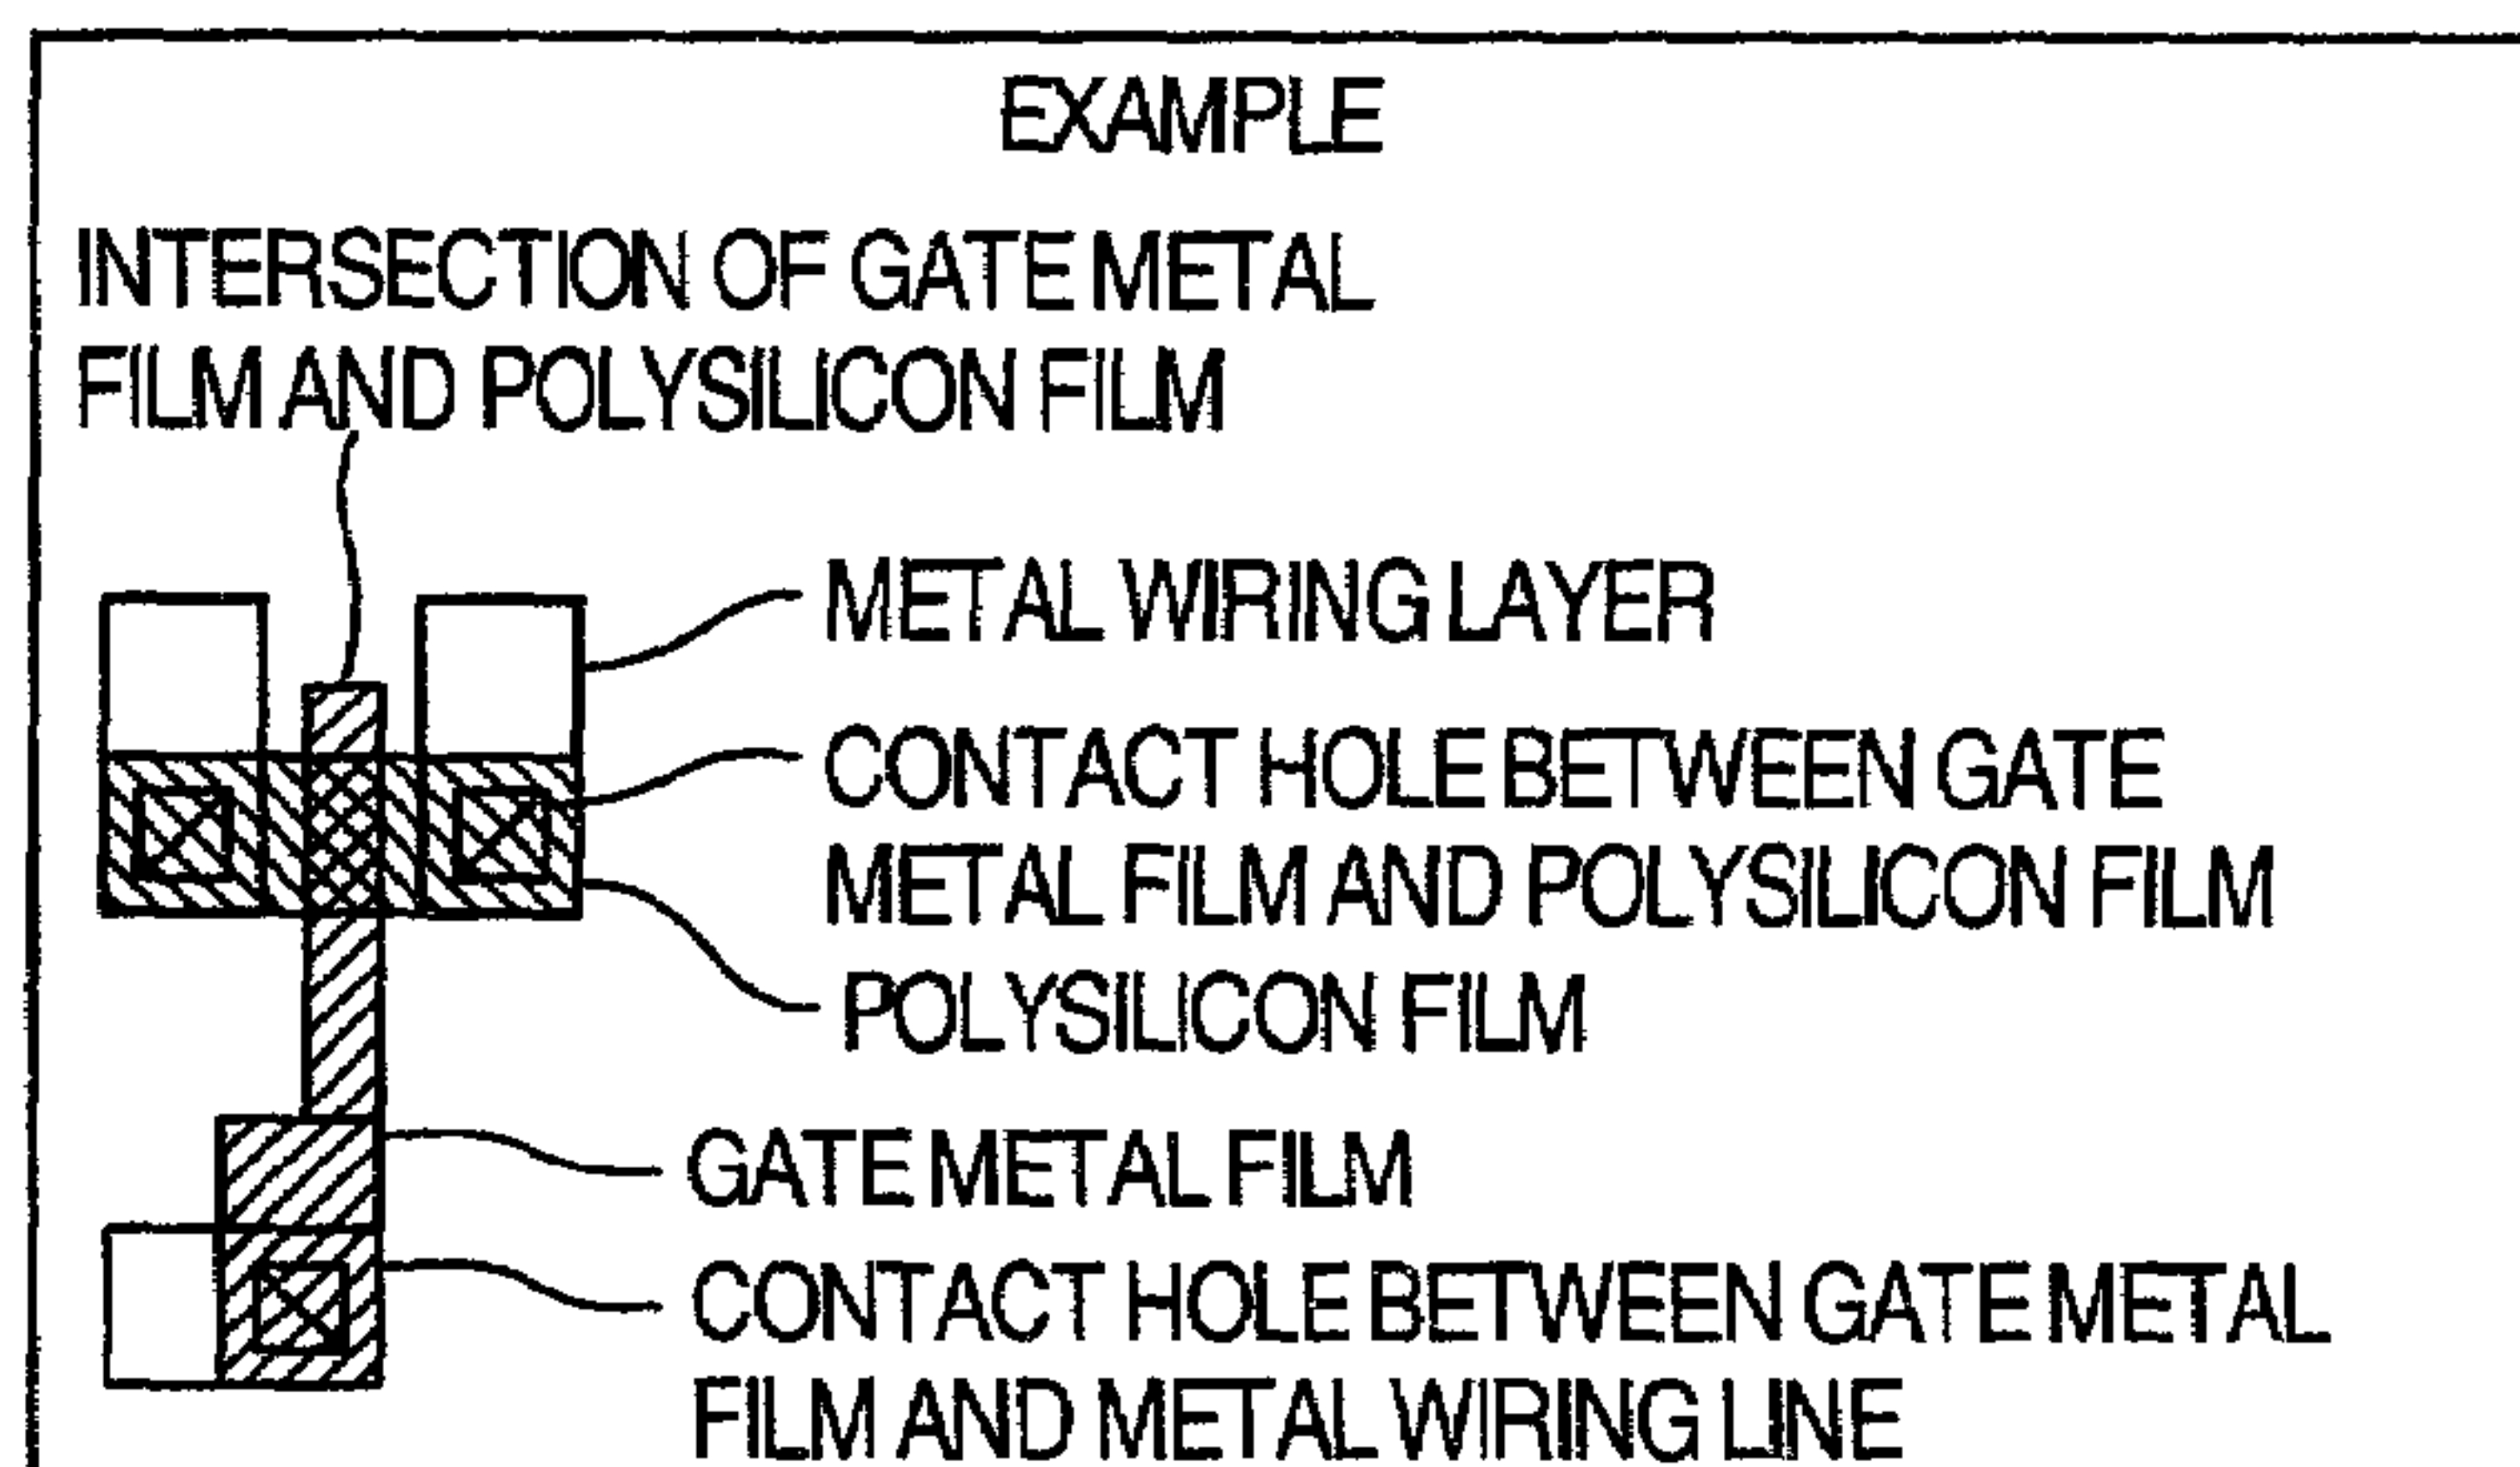 EXAMPLE
INTERSECTION OF GATE METAL
FILM AND POLYSILICON FILM
METAL WIRING LAYER
CONTACT HOLE BETWEEN GATE
METAL FILM AND POLYSILICON FILM
POLYSILICON FILM
GATE METAL FILM
CONTACT HOLE BETWEEN GATE METAL
FILM AND METAL WIRING LINE